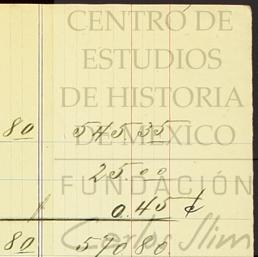 CENTRO DE
ESTUDIOS
DE HISTORIA
DE MÉXICO
FUNDACIÓN
Carlos Slim
80 545 35
25.00
0.45 ¢
80 590 80